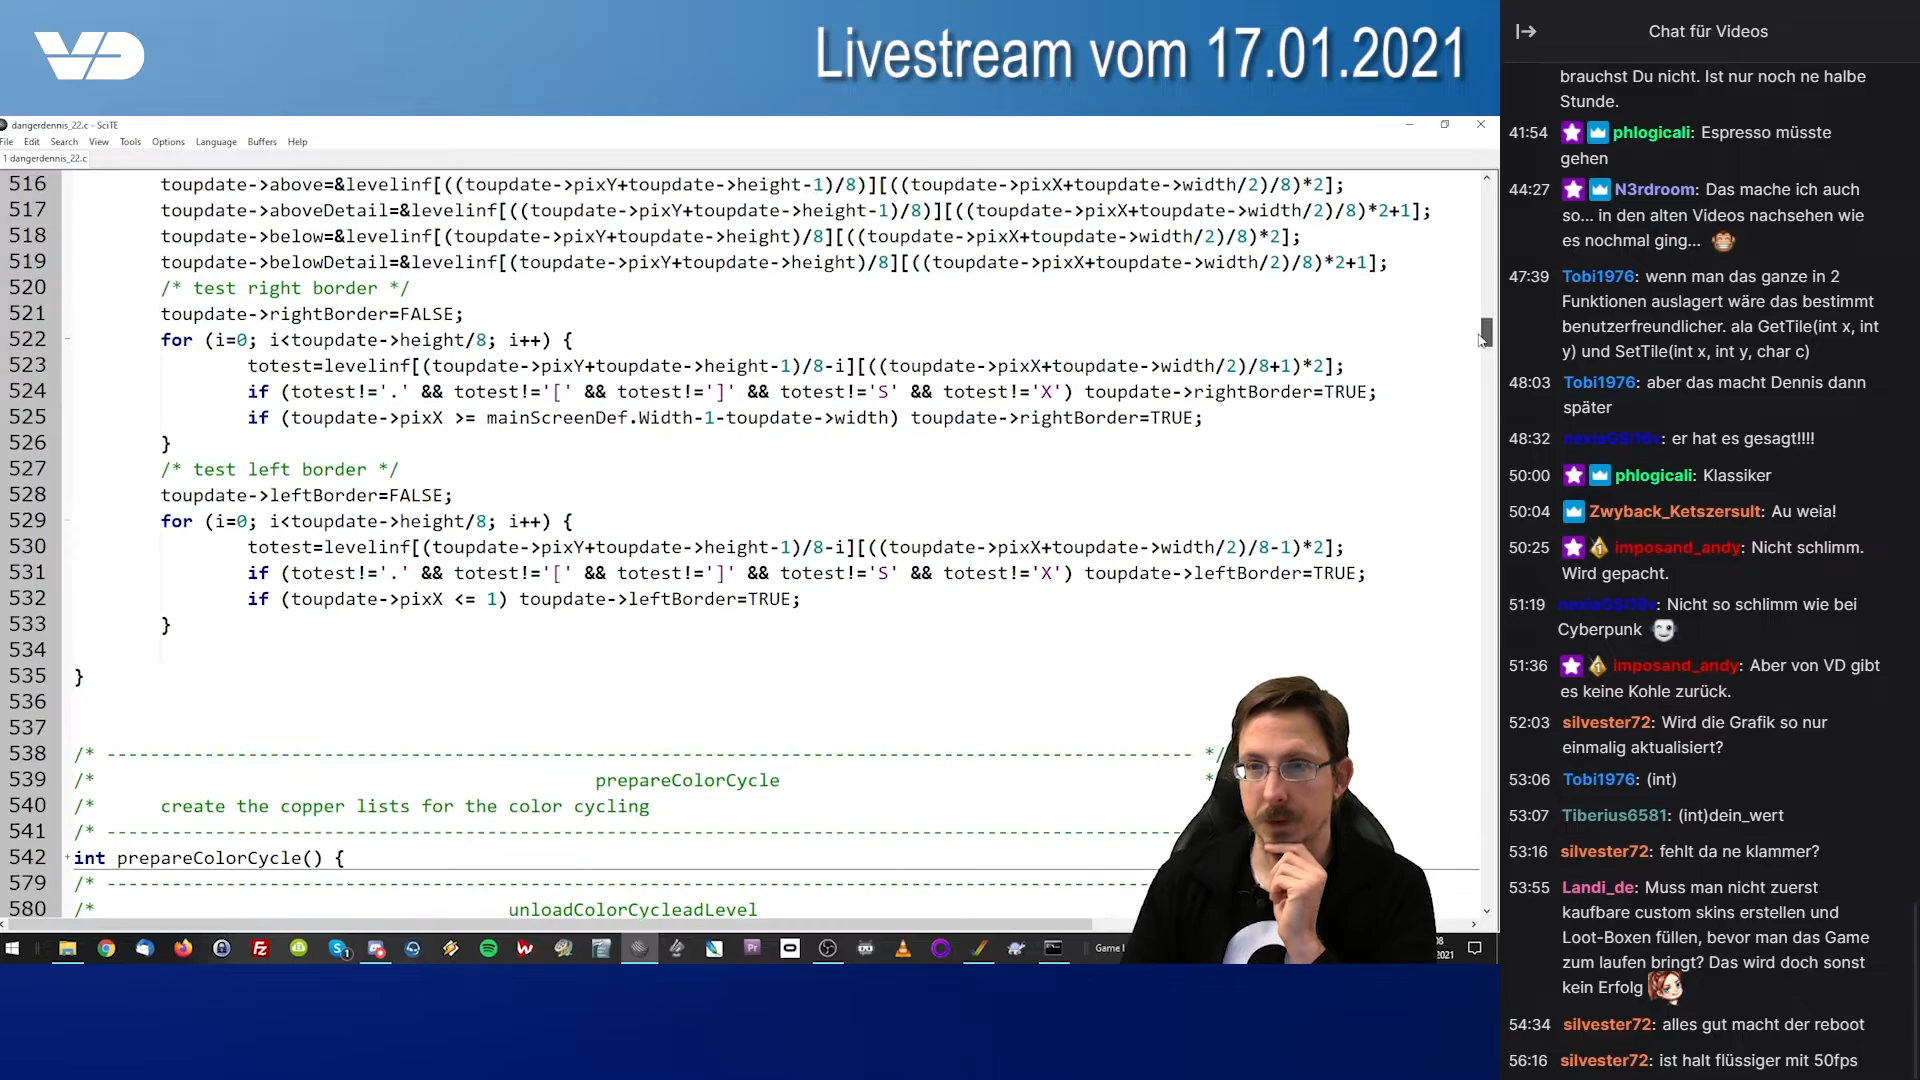 VD
Livestream vom 17.01.2021
dangerdennis_22.c - SciTE
File Edit Search View Tools Options Language Buffers Help
1 dangerdennis_22.c
516 toupdate->above=&levelinf[((toupdate->pixY+toupdate->height-1)/8)][((toupdate->pixX+toupdate->width/2)/8)*2];
517 toupdate->aboveDetail=&levelinf[((toupdate->pixY+toupdate->height-1)/8)][((toupdate->pixX+toupdate->width/2)/8)*2+1];
518 toupdate->below=&levelinf[(toupdate->pixY+toupdate->height)/8][((toupdate->pixX+toupdate->width/2)/8)*2];
519 toupdate->belowDetail=&levelinf[(toupdate->pixY+toupdate->height)/8][((toupdate->pixX+toupdate->width/2)/8)*2+1];
520 /* test right border */
521 toupdate->rightBorder=FALSE;
522 for (i=0; i<toupdate->height/8; i++) {
523 totest=levelinf[(toupdate->pixY+toupdate->height-1)/8-i][((toupdate->pixX+toupdate->width/2)/8+1)*2];
524 if (totest!='.' && totest!='[' && totest!=']' && totest!='S' && totest!='X') toupdate->rightBorder=TRUE;
525 if (toupdate->pixX >= mainScreenDef.Width-1-toupdate->width) toupdate->rightBorder=TRUE;
526 }
527 /* test left border */
528 toupdate->leftBorder=FALSE;
529 for (i=0; i<toupdate->height/8; i++) {
530 totest=levelinf[(toupdate->pixY+toupdate->height-1)/8-i][((toupdate->pixX+toupdate->width/2)/8-1)*2];
531 if (totest!='.' && totest!='[' && totest!=']' && totest!='S' && totest!='X') toupdate->leftBorder=TRUE;
532 if (toupdate->pixX <= 1) toupdate->leftBorder=TRUE;
533 }
534
535 }
536
537
538 /* ---------------------------------------------------------------------------------------------------- */
539 /* prepareColorCycle *
540 /* create the copper lists for the color cycling
541 /* ----------------------------------------------------------------------------------------------------
542 int prepareColorCycle() {
579 /* ----------------------------------------------------------------------------------------------------
580 /* unloadColorCycleadLevel
Game
2021
Chat für Videos
brauchst Du nicht. Ist nur noch ne halbe
Stunde.
41:54 phlogicali: Espresso müsste
gehen
44:27 N3rdroom: Das mache ich auch
so... in den alten Videos nachsehen wie
es nochmal ging...
47:39 Tobi1976: wenn man das ganze in 2
Funktionen auslagert wäre das bestimmt
benutzerfreundlicher. ala GetTile(int x, int
y) und SetTile(int x, int y, char c)
48:03 Tobi1976: aber das macht Dennis dann
später
48:32 : er hat es gesagt!!!!
50:00 phlogicali: Klassiker
50:04 Zwyback_Ketszersult: Au weia!
50:25 imposand_andy: Nicht schlimm.
Wird gepacht.
51:19 : Nicht so schlimm wie bei
Cyberpunk
51:36 imposand_andy: Aber von VD gibt
es keine Kohle zurück.
52:03 silvester72: Wird die Grafik so nur
einmalig aktualisiert?
53:06 Tobi1976: (int)
53:07 Tiberius6581: (int)dein_wert
53:16 silvester72: fehlt da ne klammer?
53:55 Landi_de: Muss man nicht zuerst
kaufbare custom skins erstellen und
Loot-Boxen füllen, bevor man das Game
zum laufen bringt? Das wird doch sonst
kein Erfolg
54:34 silvester72: alles gut macht der reboot
56:16 silvester72: ist halt flüssiger mit 50fps